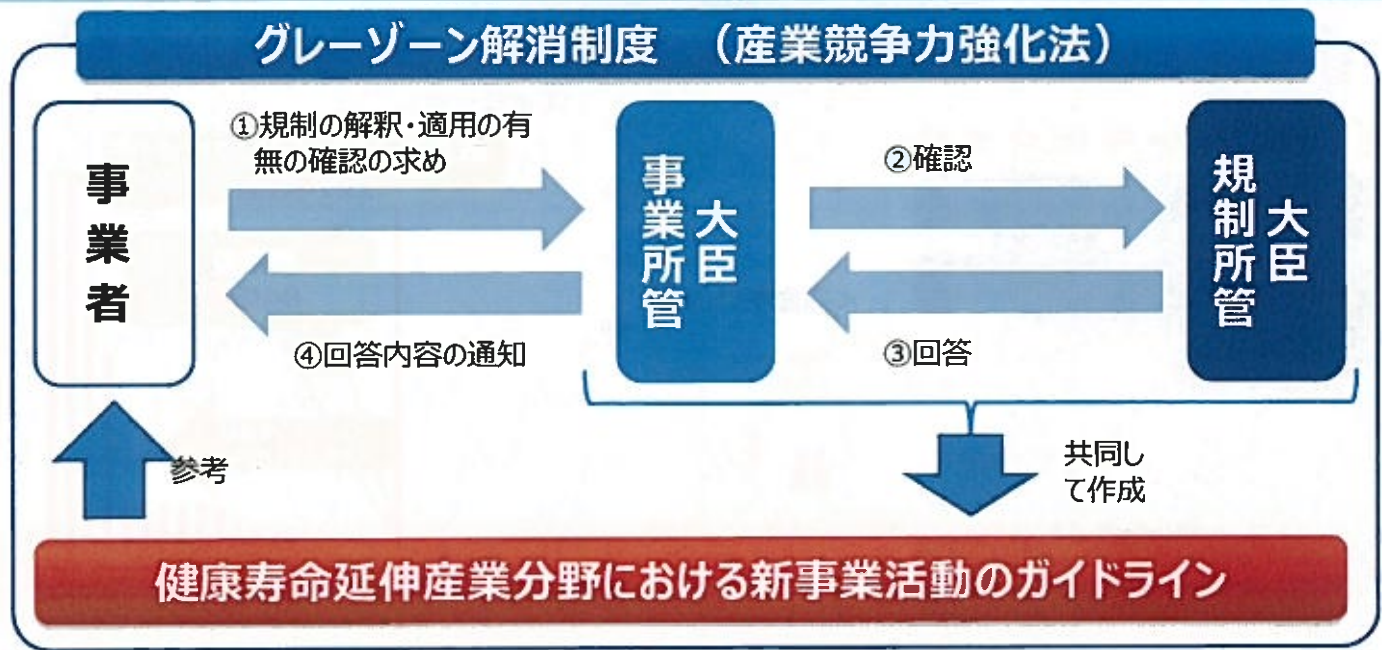 グレーゾーン解消制度 （産業競争力強化法）
事業者
①規制の解釈・適用の有
無の確認の求め
事業所管
大臣
②確認
規制所管
大臣
④回答内容の通知
③回答
参考
共同し
て作成
健康寿命延伸産業分野における新事業活動のガイドライン